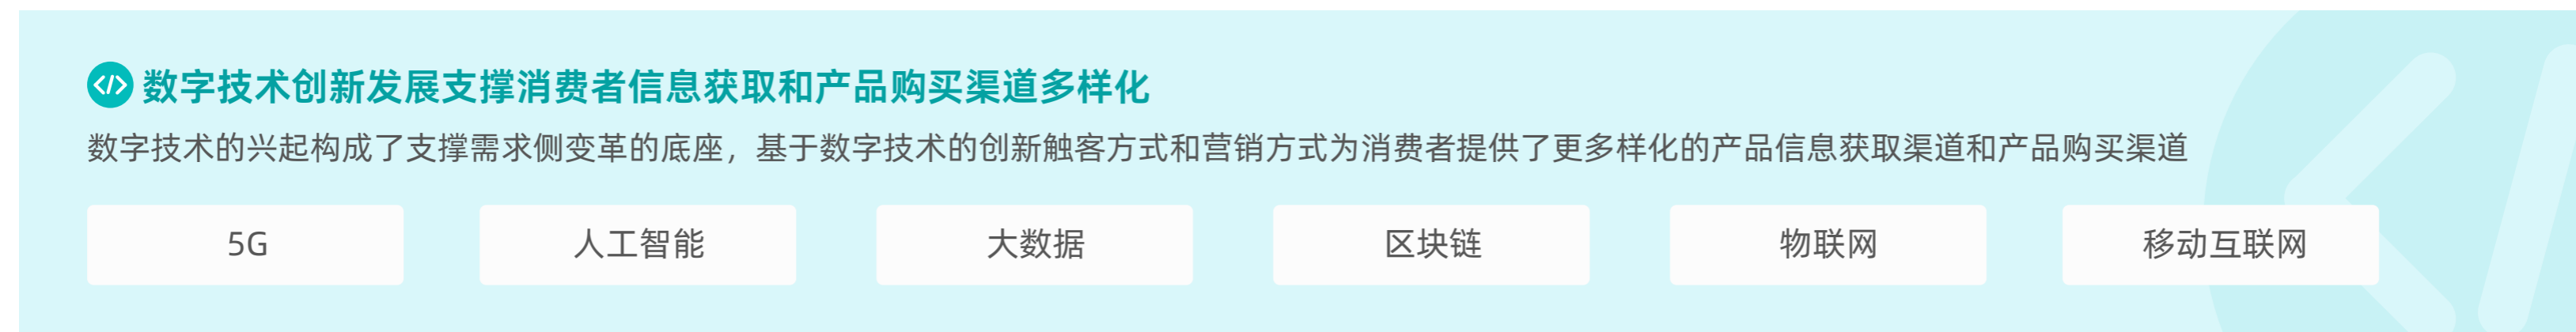 数字技术创新发展支撑消费者信息获取和产品购买渠道多样化
数字技术的兴起构成了支撑需求侧变革的底座，基于数字技术的创新触客方式和营销方式为消费者提供了更多样化的产品信息获取渠道和产品购买渠道
5G
人工智能
大数据
区块链
物联网
移动互联网